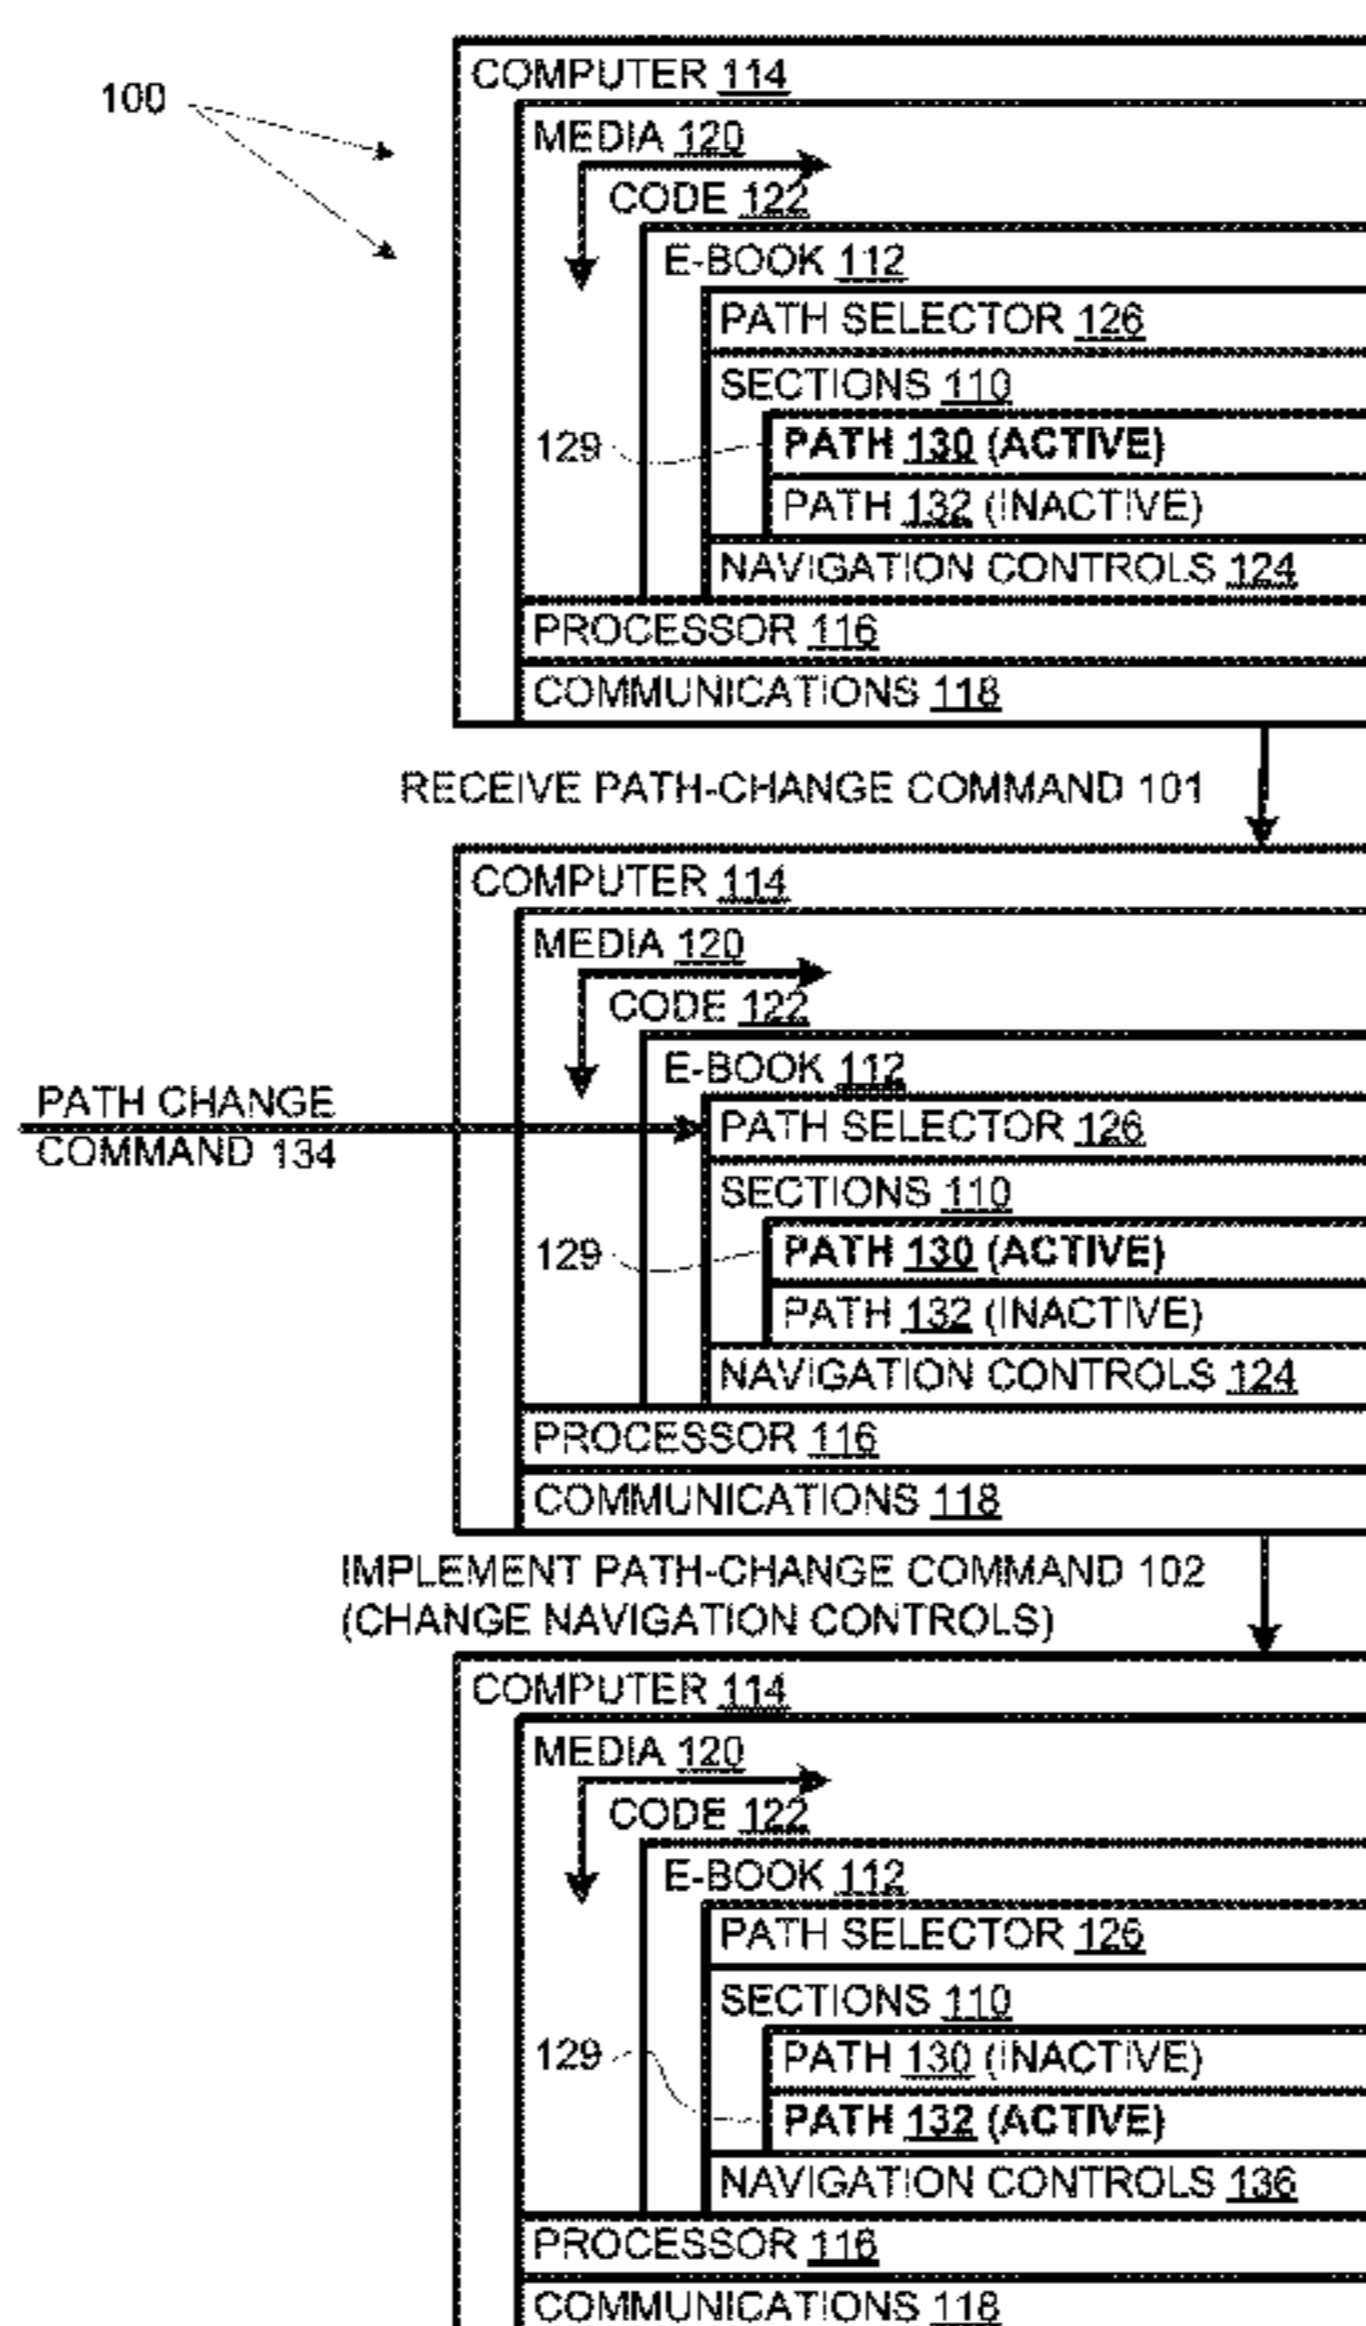 100
COMPUTER 114
MEDIA 120
CODE 122
E-BOOK 112
PATH SELECTOR 126
SECTIONS 110
129
PATH 130 (ACTIVE)
PATH 132 (INACTIVE)
NAVIGATION CONTROLS 124
PROCESSOR 116
COMMUNICATIONS 118
RECEIVE PATH-CHANGE COMMAND 101
COMPUTER 114
MEDIA 120
CODE 122
E-BOOK 112
PATH CHANGE
COMMAND 134
PATH SELECTOR 126
SECTIONS 110
129
PATH 130 (ACTIVE)
PATH 132 (INACTIVE)
NAVIGATION CONTROLS 124
PROCESSOR 116
COMMUNICATIONS 118
IMPLEMENT PATH-CHANGE COMMAND 102
(CHANGE NAVIGATION CONTROLS)
COMPUTER 114
MEDIA 120
CODE 122
E-BOOK 112
PATH SELECTOR 126
SECTIONS 110
129
PATH 130 (INACTIVE)
PATH 132 (ACTIVE)
NAVIGATION CONTROLS 136
PROCESSOR 116
COMMUNICATIONS 118